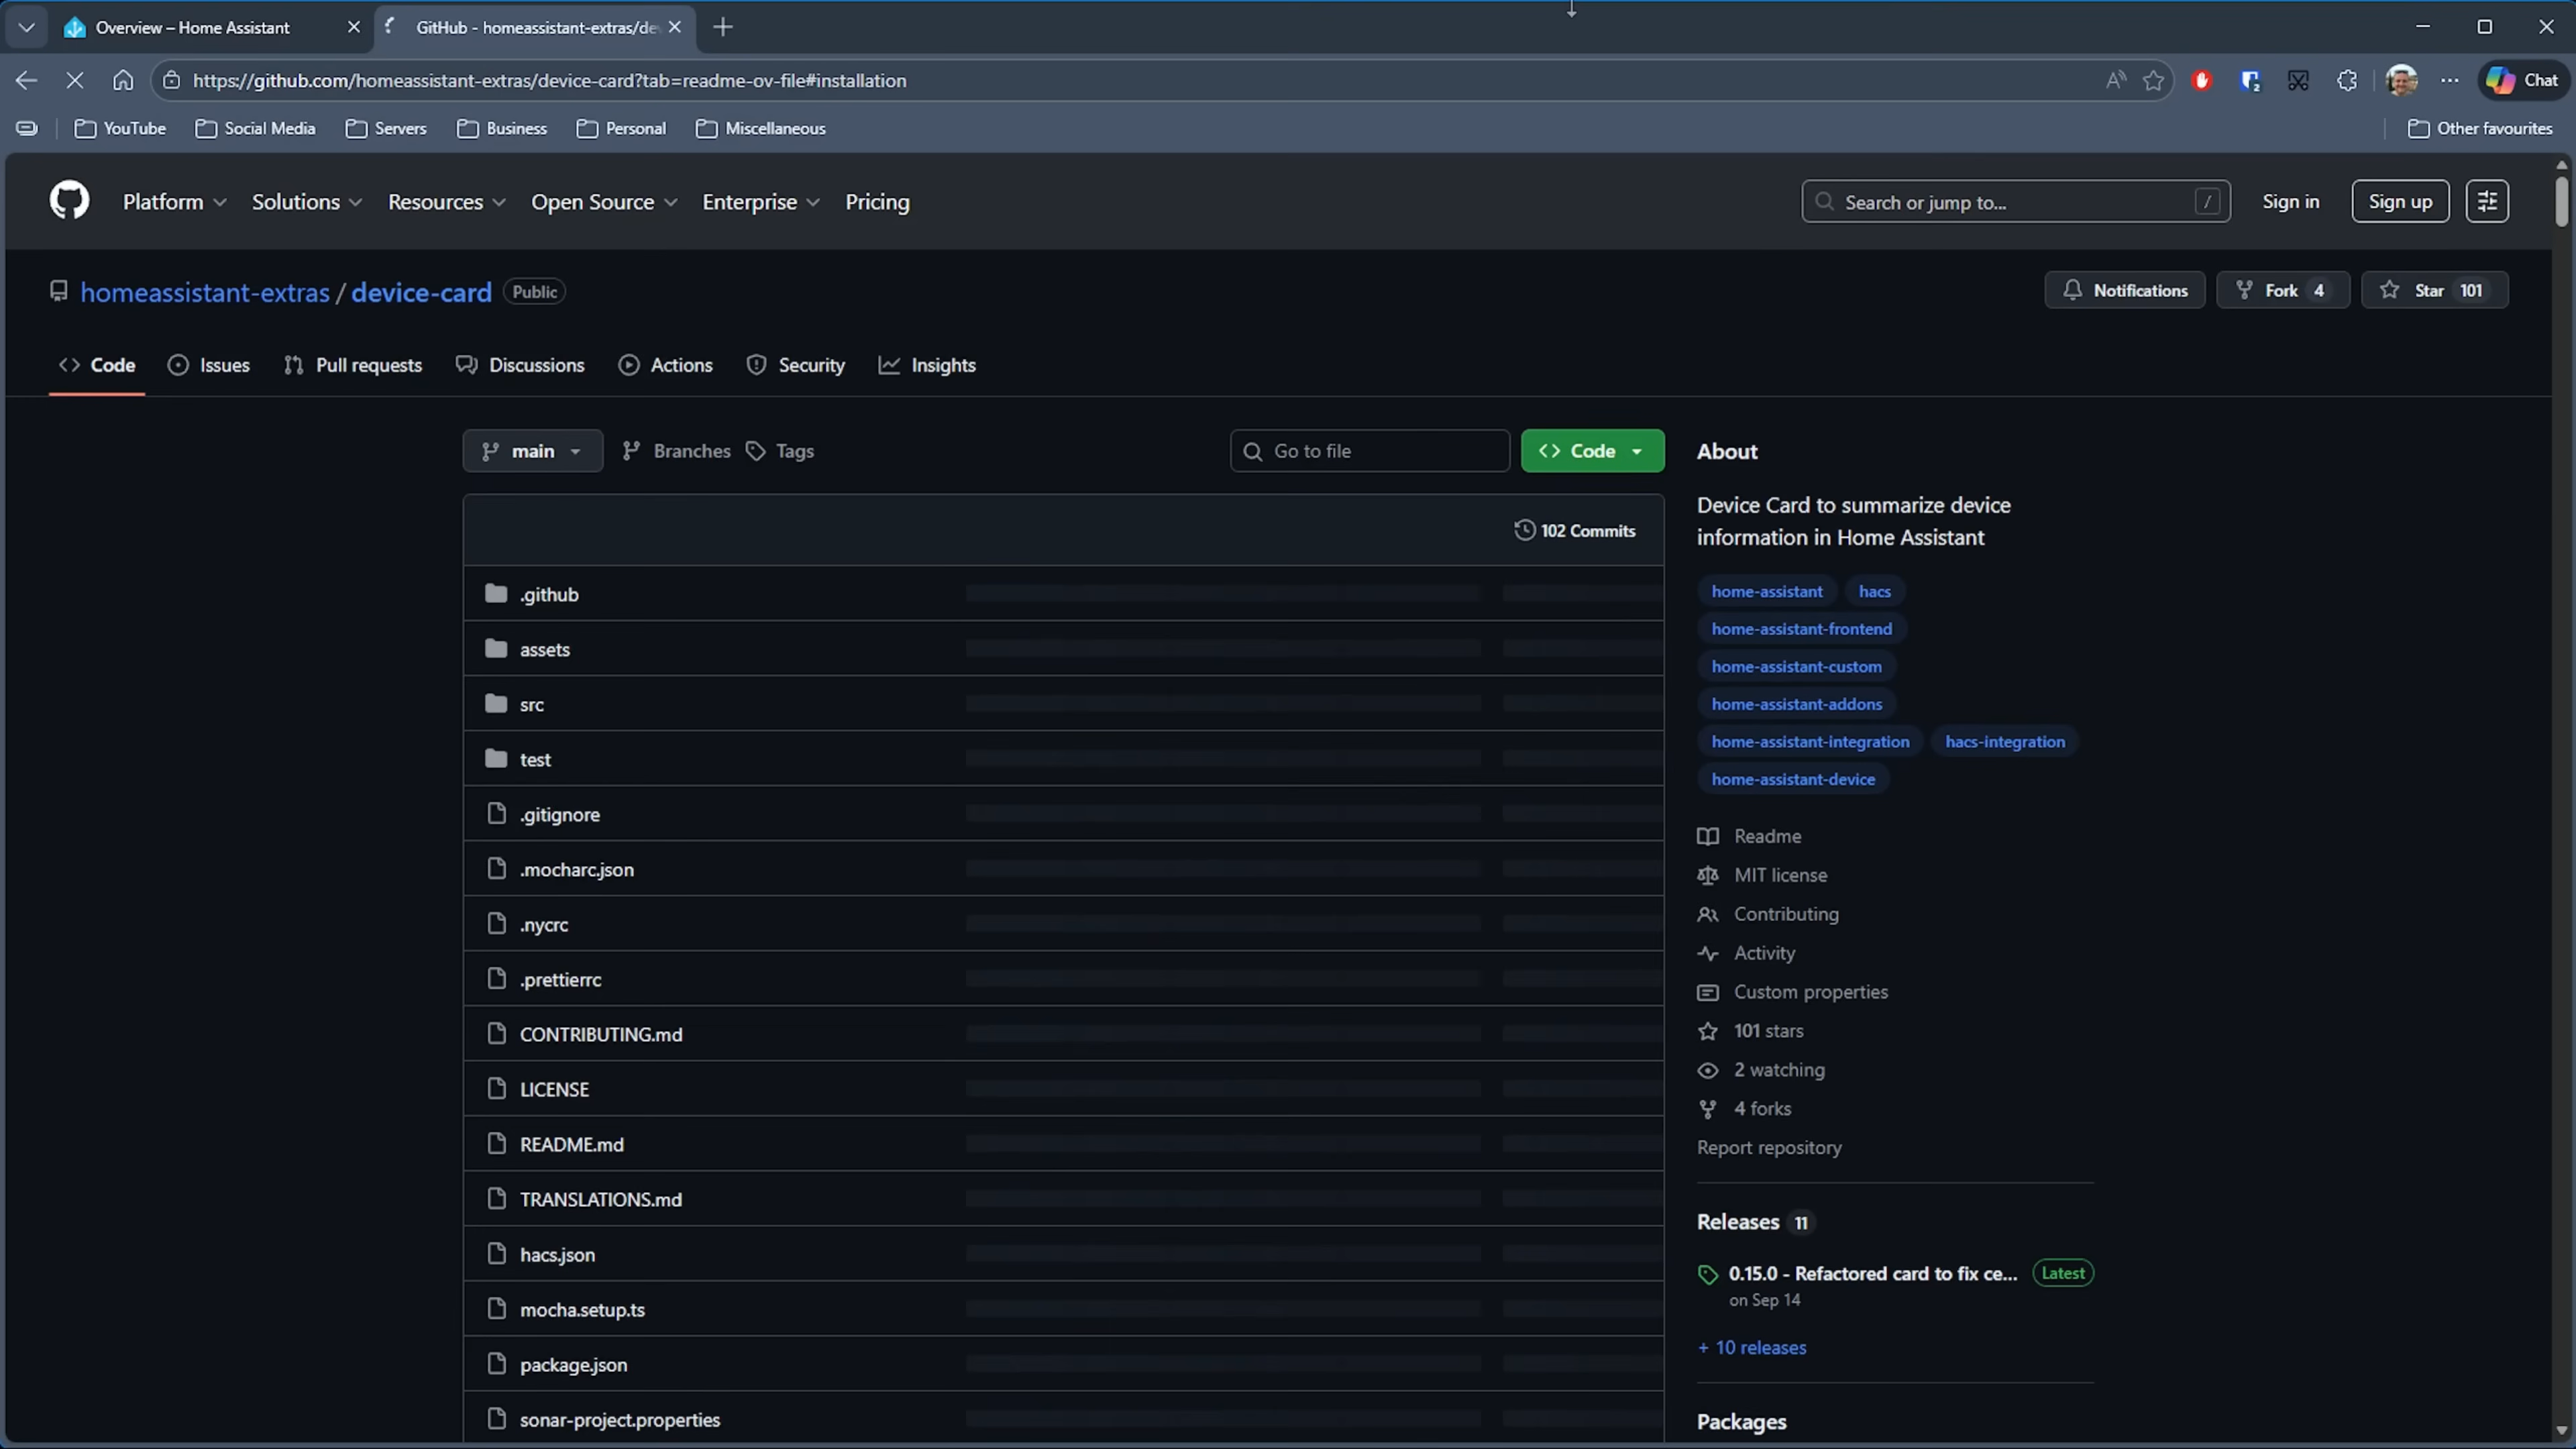 Overview – Home Assistant
GitHub - homeassistant-extras/de
https://github.com/homeassistant-extras/device-card?tab=readme-ov-file#installation
Chat
YouTube
Social Media
Servers
Business
Personal
Miscellaneous
Other favourites
Platform
Solutions
Resources
Open Source
Enterprise
Pricing
Search or jump to...
/
Sign in
Sign up
homeassistant-extras / device-card Public
Notifications
Fork 4
Star 101
Code
Issues
Pull requests
Discussions
Actions
Security
Insights
main
Branches
Tags
Go to file
Code
102 Commits
.github
assets
src
test
.gitignore
.mocharc.json
.nycrc
.prettierrc
CONTRIBUTING.md
LICENSE
README.md
TRANSLATIONS.md
hacs.json
mocha.setup.ts
package.json
sonar-project.properties
About
Device Card to summarize device
information in Home Assistant
home-assistant hacs
home-assistant-frontend
home-assistant-custom
home-assistant-addons
home-assistant-integration hacs-integration
home-assistant-device
Readme
MIT license
Contributing
Activity
Custom properties
101 stars
2 watching
4 forks
Report repository
Releases 11
0.15.0 - Refactored card to fix ce... Latest
on Sep 14
+ 10 releases
Packages